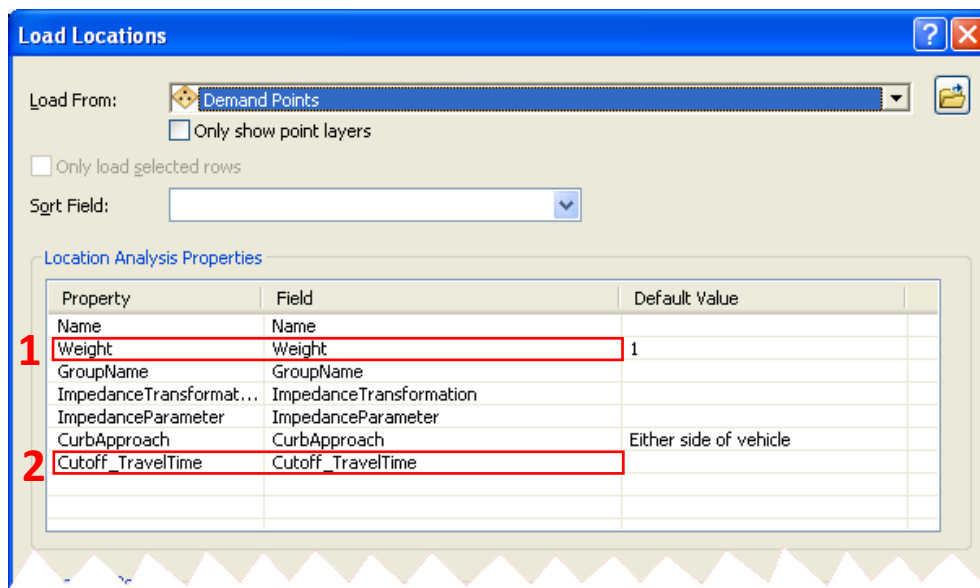 Load Locations
Load From: Demand Points
Only show point layers
Only load selected rows
Sort Field:
Location Analysis Properties
Property Field Default Value
Name Name
1 Weight Weight 1
GroupName GroupName
ImpedanceTransformat... ImpedanceTransformation
ImpedanceParameter ImpedanceParameter
CurbApproach CurbApproach Either side of vehicle
2 Cutoff_TravelTime Cutoff_TravelTime